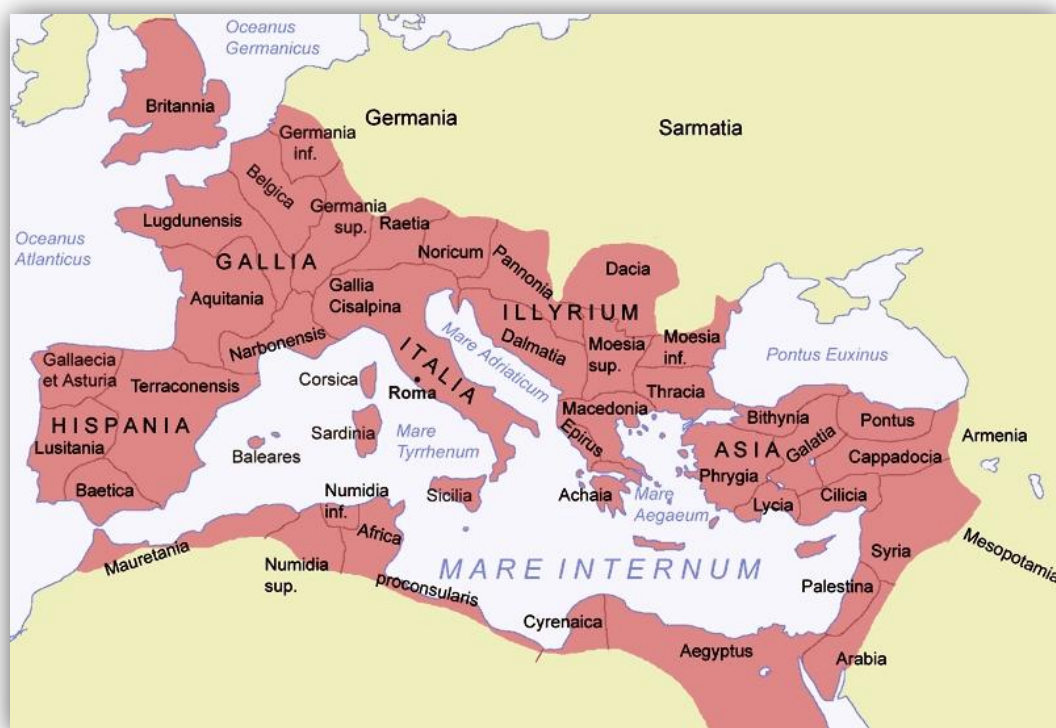 Oceanus
Germanicus
Britannia
Germania
Sarmatia
Germania
inf.
Belgica
Lugdunensis
Germania
sup.
Raetia
Oceanus
Atlanticus
GALLIA
Noricum
Pannonia
Dacia
Aquitania
Gallia
Cisalpina
ILLYRIUM
Narbonensis
Mare Adriaticum
Dalmatia
Moesia
sup.
Moesia
inf.
Pontus Euxinus
Gallaecia
et Asturia
Terraconensis
Corsica
ITALIA
Roma
Thracia
HISPANIA
Sardinia
Mare
Tyrrhenum
Macedonia
Epirus
Bithynia
Pontus
Armenia
Lusitania
Baleares
ASIA
Galatia
Cappadocia
Phrygia
Baetica
Numidia
inf.
Sicilia
Achaia
Mare
Aegaeum
Lycia
Cilicia
Mauretania
Africa
proconsularis
Numidia
sup.
MARE INTERNUM
Syria
Mesopotamia
Palestina
Cyrenaica
Aegyptus
Arabia